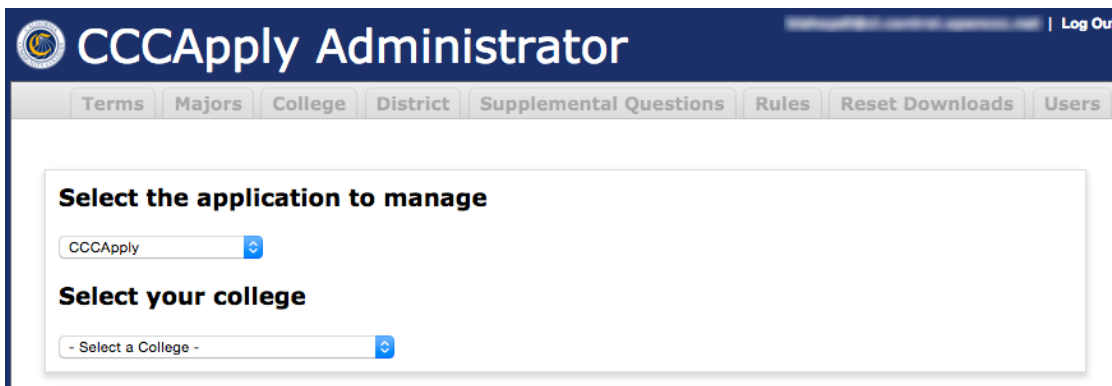 | Log Ou
CCCApply Administrator
Terms Majors College District Supplemental Questions Rules Reset Downloads Users
Select the application to manage
CCCApply
Select your college
- Select a College -